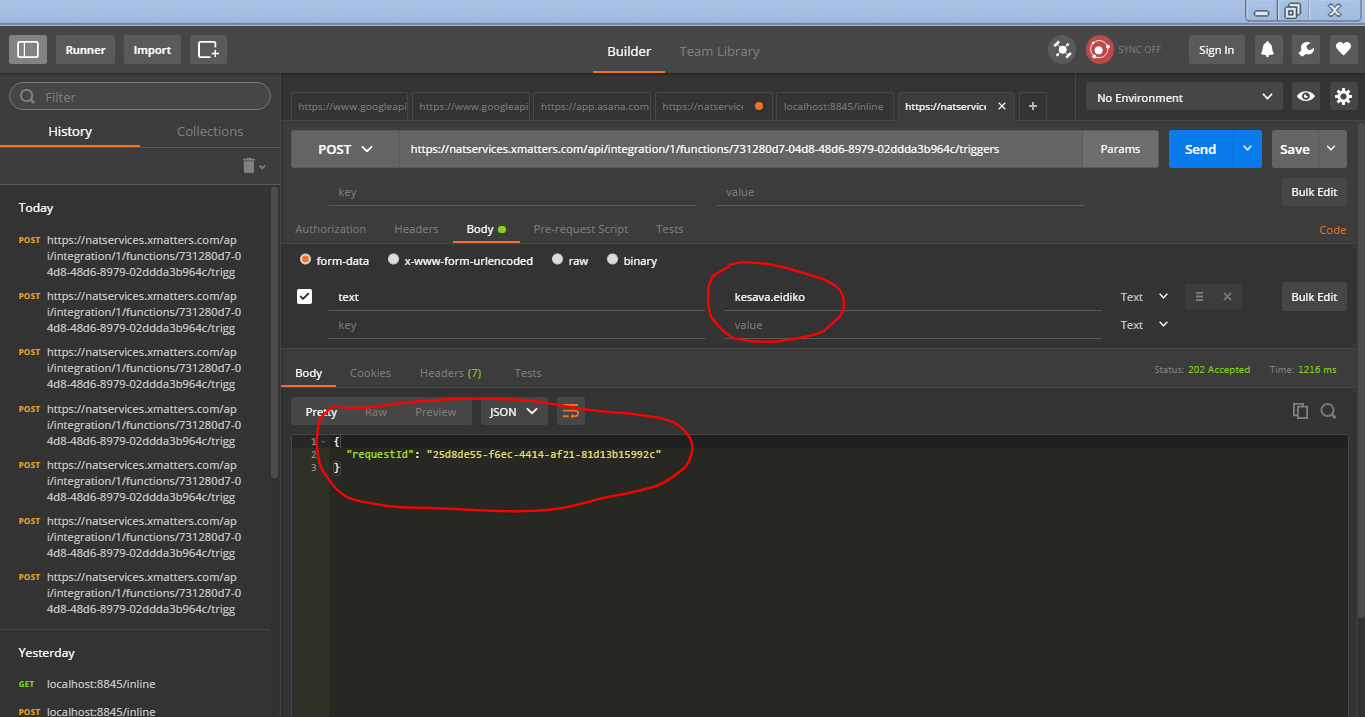 Runner
Import
Builder
Team Library
SYNC OFF
Sign In
Filter
History
Collections
Today
POST https://natservices.xmatters.com/ap
i/integration/1/functions/731280d7-0
4d8-48d6-8979-02ddda3b964c/trigg
POST https://natservices.xmatters.com/ap
i/integration/1/functions/731280d7-0
4d8-48d6-8979-02ddda3b964c/trigg
POST https://natservices.xmatters.com/ap
i/integration/1/functions/731280d7-0
4d8-48d6-8979-02ddda3b964c/trigg
POST https://natservices.xmatters.com/ap
i/integration/1/functions/731280d7-0
4d8-48d6-8979-02ddda3b964c/trigg
POST https://natservices.xmatters.com/ap
i/integration/1/functions/731280d7-0
4d8-48d6-8979-02ddda3b964c/trigg
POST https://natservices.xmatters.com/ap
i/integration/1/functions/731280d7-0
4d8-48d6-8979-02ddda3b964c/trigg
POST https://natservices.xmatters.com/ap
i/integration/1/functions/731280d7-0
4d8-48d6-8979-02ddda3b964c/trigg
Yesterday
GET localhost:8845/inline
POST localhost:8845/inline
https://www.googleapi https://www.googleapi https://app.asana.com https://natservic localhost:8845/inline https://natservic
No Environment
POST https://natservices.xmatters.com/api/integration/1/functions/731280d7-04d8-48d6-8979-02ddda3b964c/triggers Params Send Save
key value Bulk Edit
Authorization Headers Body Pre-request Script Tests Code
form-data x-www-form-urlencoded raw binary
text kesava.eidiko Text Bulk Edit
key value Text
Body Cookies Headers (7) Tests Status: 202 Accepted Time: 1216 ms
Pretty Raw Preview JSON
1 {
2 "requestId": "25d8de55-f6ec-4414-af21-81d13b15992c"
3 }